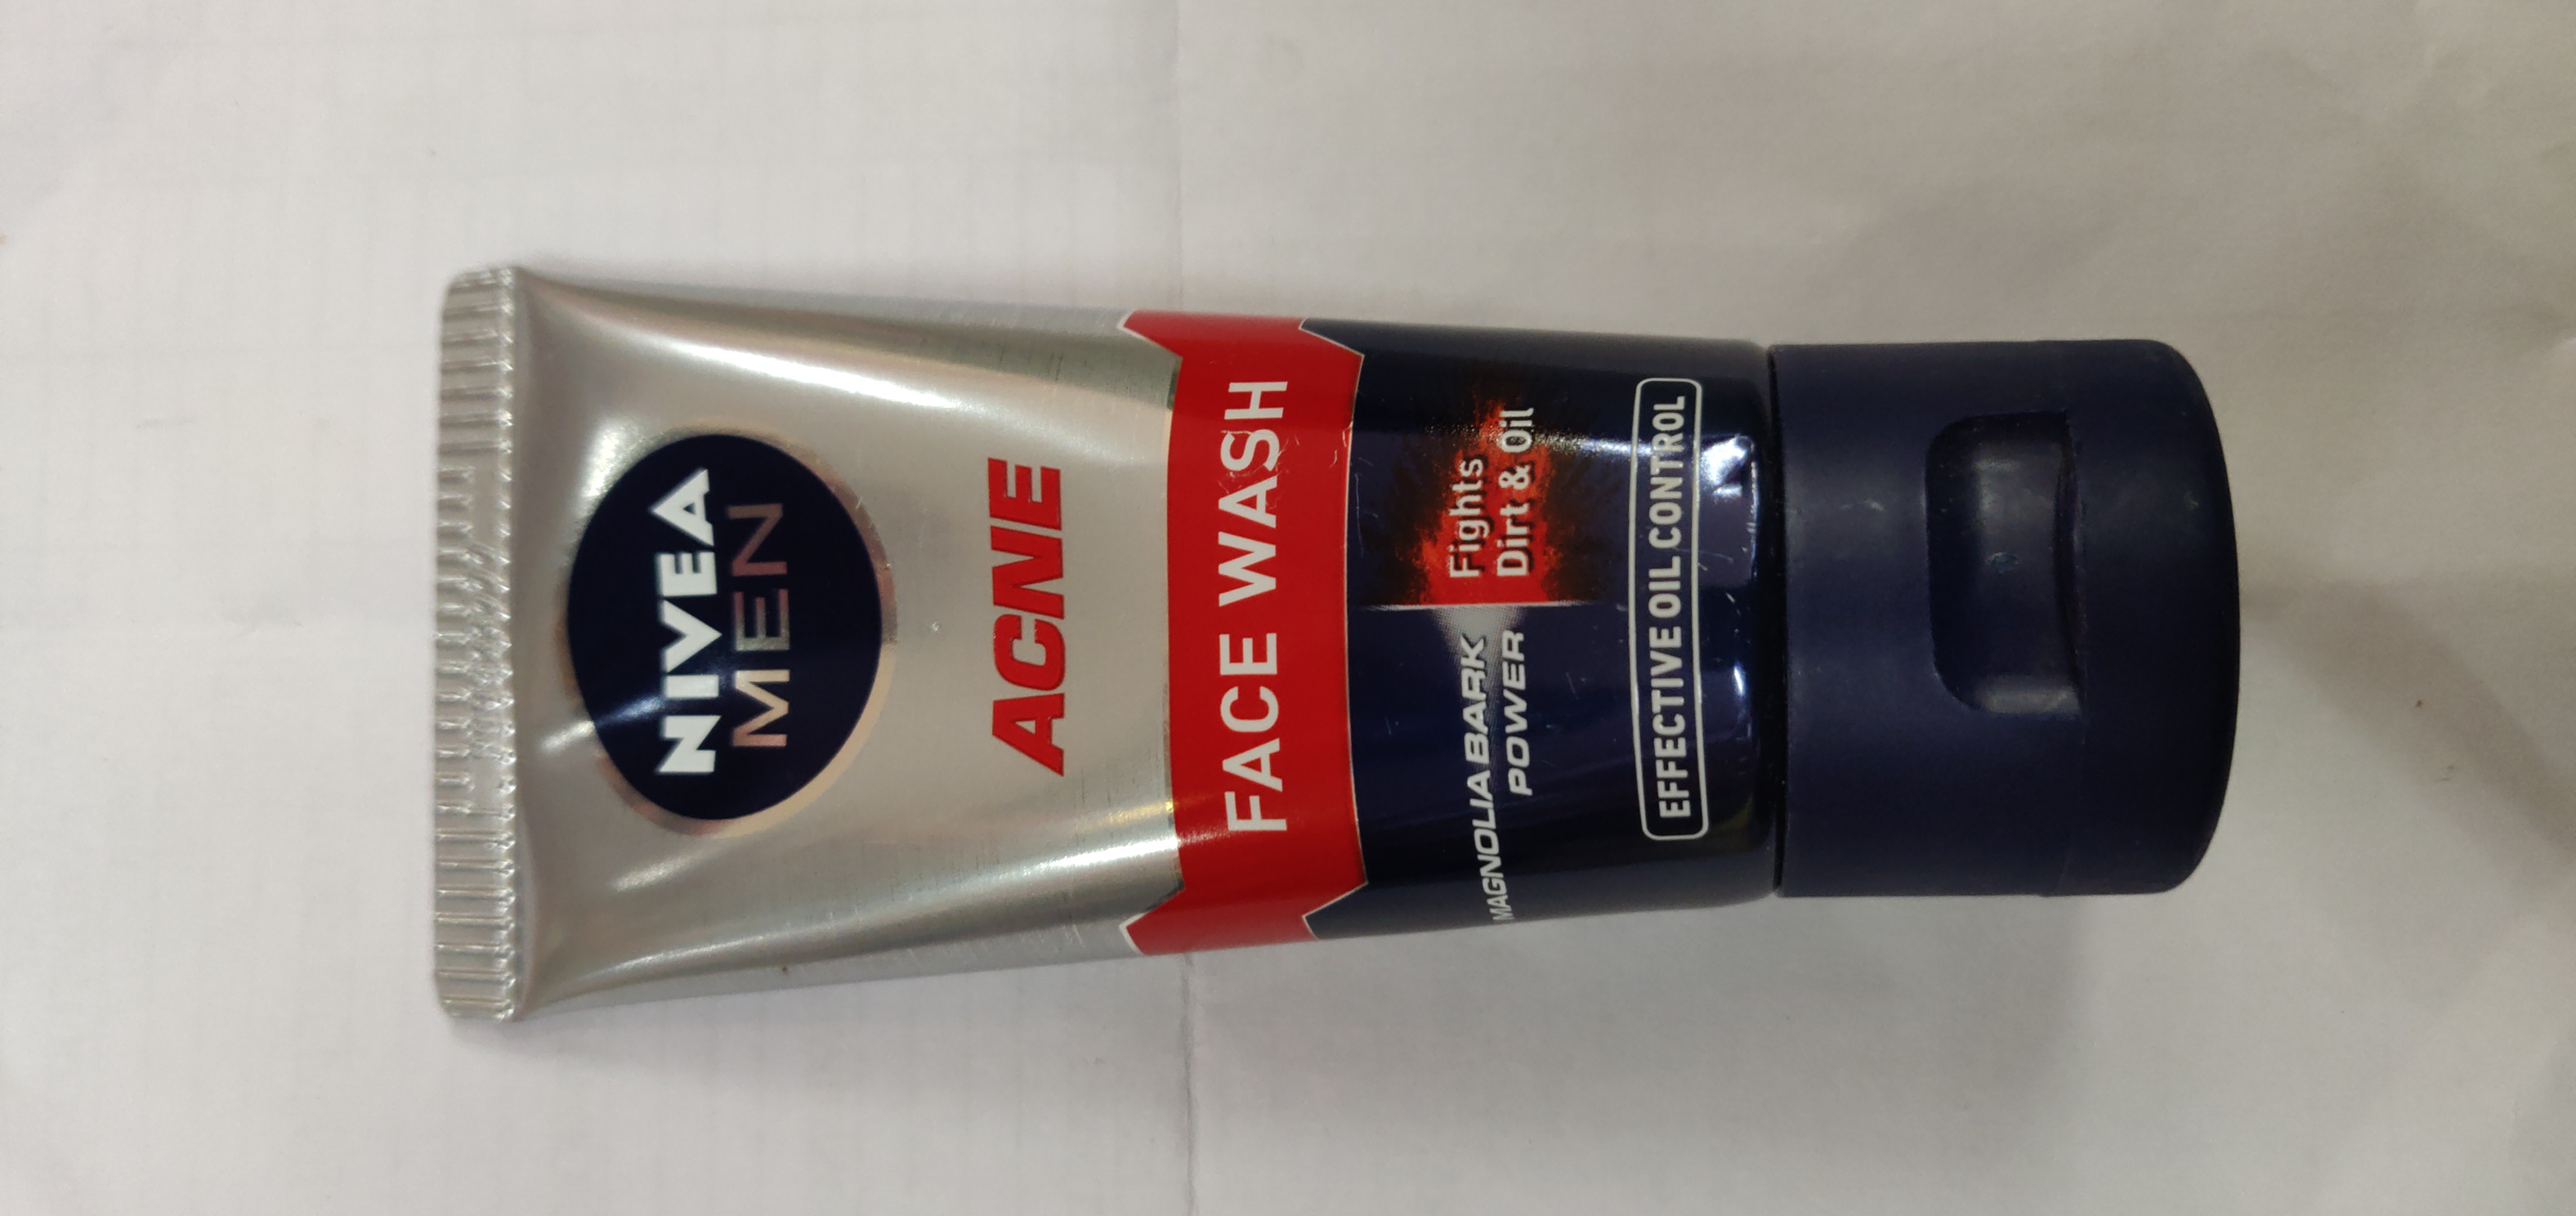 NIVEA
MEN
ACNE
FACE WASH
MAGNOLIA BARK
POWER
Fights
Dirt & Oil
EFFECTIVE OIL CONTROL